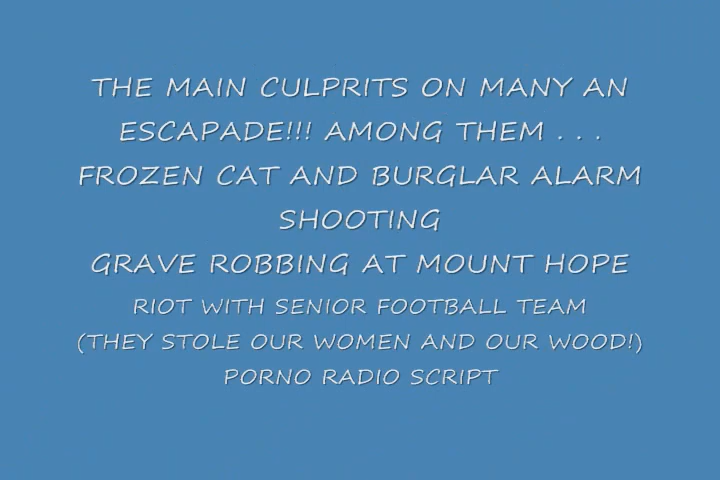 THE MAIN CULPRITS ON MANY AN
ESCAPADE!!! AMONG THEM . . .
FROZEN CAT AND BURGLAR ALARM
SHOOTING
GRAVE ROBBING AT MOUNT HOPE
RIOT WITH SENIOR FOOTBALL TEAM
(THEY STOLE OUR WOMEN AND OUR WOOD!)
PORNO RADIO SCRIPT